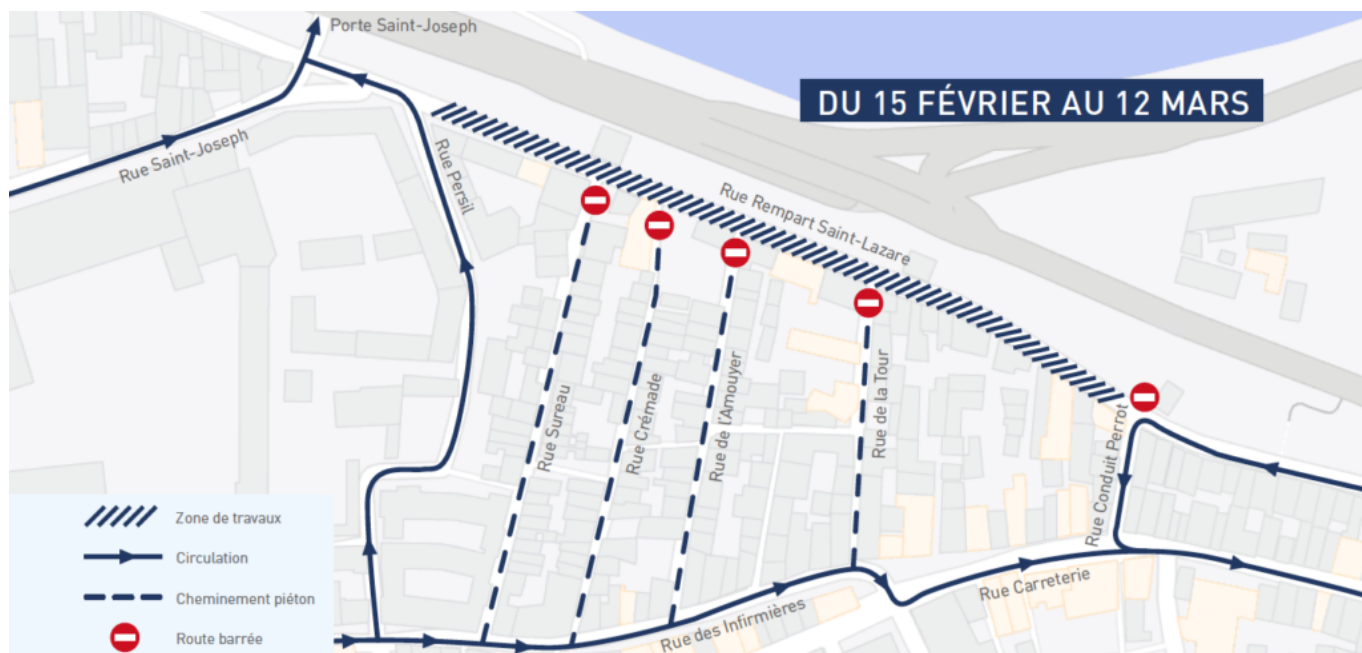 Porte Saint-Joseph
DU 15 FÉVRIER AU 12 MARS
Rue Saint-Joseph
Rue Persil
Rue Rempart Saint-Lazare
Rue Sureau
Rue Crémade
Rue de l'Amouyer
Rue de la Tour
Rue Conduit Perrot
Zone de travaux
Circulation
Cheminement piéton
Route barrée
Rue des Infirmières
Rue Carreterie